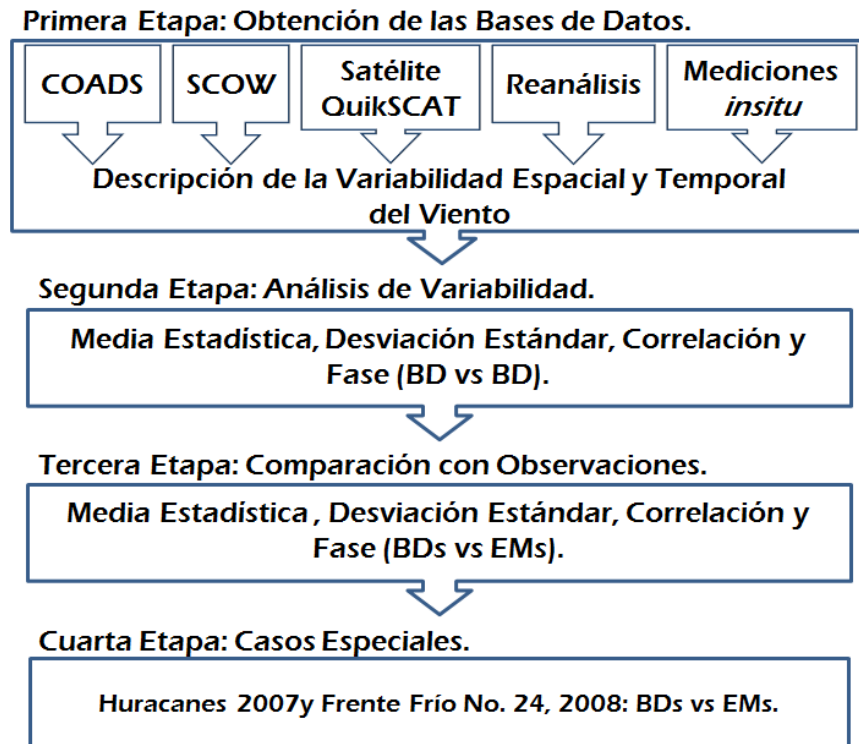 Primera Etapa: Obtención de las Bases de Datos.
COADS
SCOW
Satélite
QuikSCAT
Reanálisis
Mediciones
insitu
Descripción de la Variabilidad Espacial y Temporal
del Viento
Segunda Etapa: Análisis de Variabilidad.
Media Estadística, Desviación Estándar, Correlación y
Fase (BD vs BD).
Tercera Etapa: Comparación con Observaciones.
Media Estadística , Desviación Estándar, Correlación y
Fase (BDs vs EMs).
Cuarta Etapa: Casos Especiales.
Huracanes 2007y Frente Frío No. 24, 2008: BDs vs EMs.